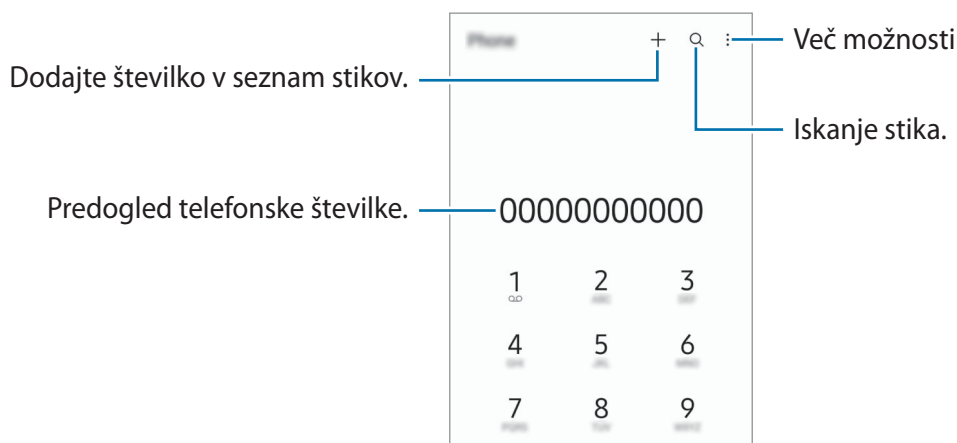 Phone
Več možnosti
Dodajte številko v seznam stikov.
Iskanje stika.
Predogled telefonske številke.
00000000000
1 2 3
ABC DEF
4 5 6
GHI JKL MNO
7 8 9
PQRS TUV WXYZ